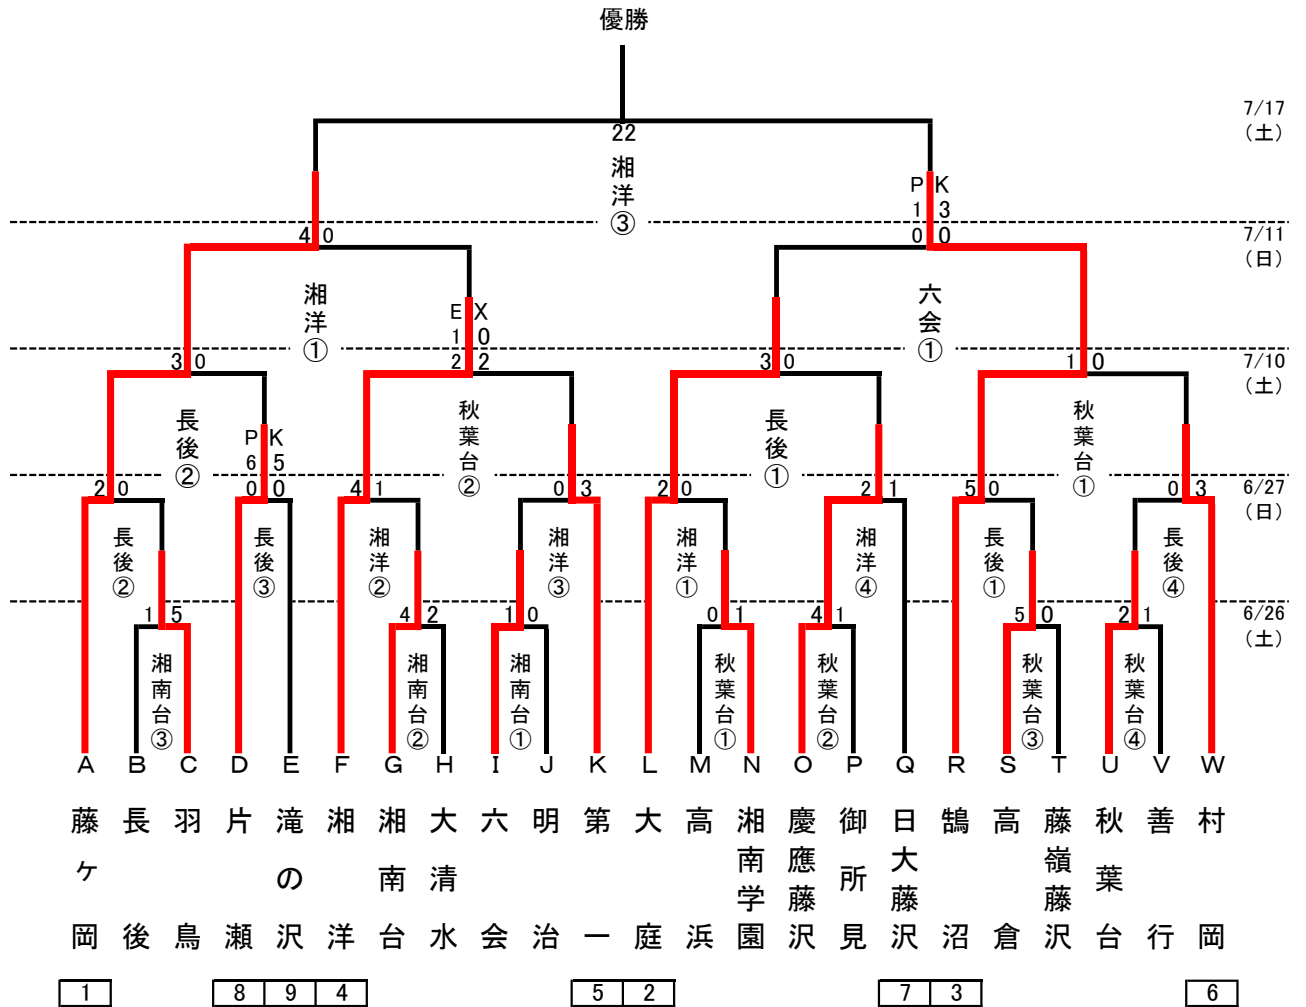 優勝
7/17
(土)
22
湘洋③
P K
1 3
0 0
7/11
(日)
4 0
湘洋①
E X
1 0
2 2
六会①
7/10
(土)
3 0
3 0
1 0
長後②
P K
6 5
0 0
秋葉台②
長後①
秋葉台①
6/27
(日)
2 0
4 1
0 3
2 0
2 1
5 0
0 3
長後②
長後③
湘洋②
湘洋③
湘洋①
湘洋④
長後①
長後④
6/26
(土)
1 5
4 2
1 0
0 1
4 1
5 0
2 1
湘南台③
湘南台②
湘南台①
秋葉台①
秋葉台②
秋葉台③
秋葉台④
A B C D E F G H I J K L M N O P Q R S T U V W
藤ヶ岡
長後
羽鳥
片瀬
滝の沢
湘洋
湘南台
大清水
六会
明治
第一
大庭
高浜
湘南学園
慶應藤沢
御所見
日大藤沢
鵠沼
高倉
藤嶺藤沢
秋葉台
善行
村岡
1 8 9 4 5 2 7 3 6